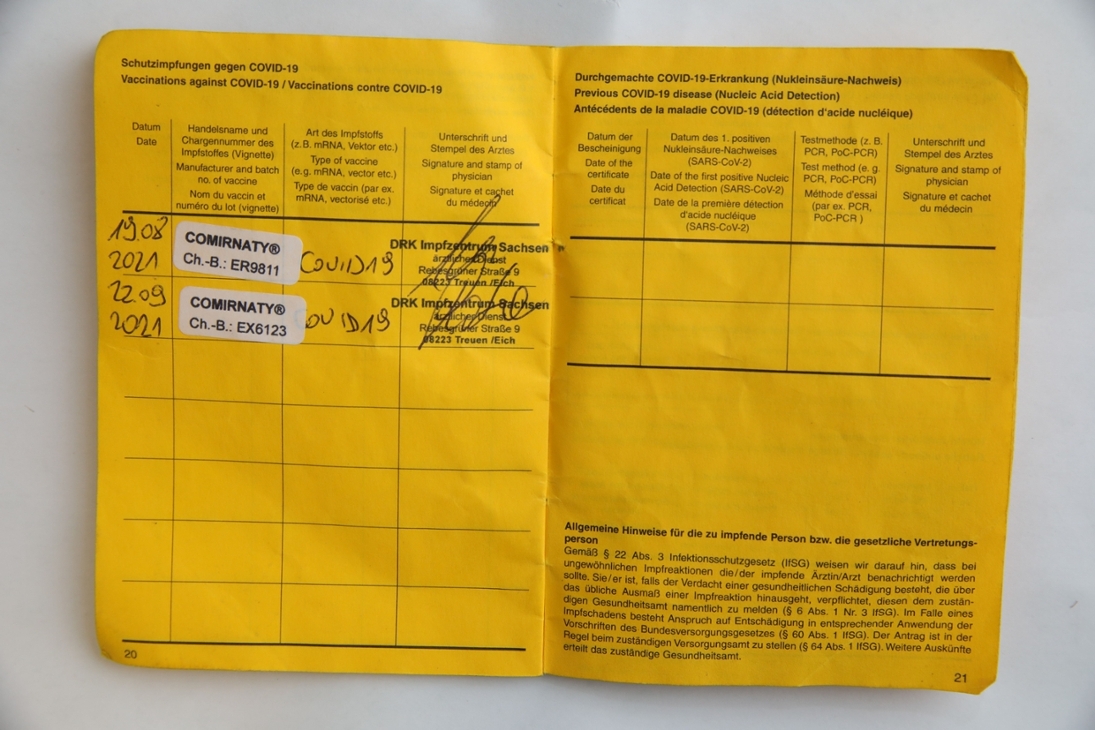 Schutzimpfungen gegen COVID-19
Vaccinations against COVID-19 / Vaccinations contre COVID-19
Datum
Date
Handelsname und
Chargennummer des
Impfstoffes (Vignette)
Manufacturer and batch
no. of vaccine
Nom du vaccin et
numéro du lot (vignette)
Art des Impfstoffs
(z.B. mRNA, Vektor etc.)
Type of vaccine
(e.g. mRNA, vector etc.)
Type de vaccin (par ex.
mRNA, vectorisé etc.)
Unterschrift und
Stempel des Arztes
Signature and stamp of
physician
Signature et cachet
du médecin
19.08
2021
COMIRNATY®
Ch.-B.: ER9811
COVID19
DRK Impfzentrum Sachsen
ärztlicher Dienst
Rebesgrüner Straße 9
08223 Treuen /Eich
22.09
2021
COMIRNATY®
Ch.-B.: EX6123
OVID19
DRK Impfzentrum Sachsen
ärztlicher Dienst
Rebesgrüner Straße 9
08223 Treuen /Eich
20
Durchgemachte COVID-19-Erkrankung (Nukleinsäure-Nachweis)
Previous COVID-19 disease (Nucleic Acid Detection)
Antécédents de la maladie COVID-19 (détection d'acide nucléique)
Datum der
Bescheinigung
Date of the
certificate
Date du
certificat
Datum des 1. positiven
Nukleinsäure-Nachweises
(SARS-CoV-2)
Date of the first positive Nucleic
Acid Detection (SARS-CoV-2)
Date de la première détection
d'acide nucléique
(SARS-CoV-2)
Testmethode (z. B.
PCR, PoC-PCR)
Test method (e. g.
PCR, PoC-PCR)
Méthode d'essai
(par ex. PCR,
PoC-PCR )
Unterschrift und
Stempel des Arztes
Signature and stamp of
physician
Signature et cachet
du médecin
Allgemeine Hinweise für die zu impfende Person bzw. die gesetzliche Vertretungs-
person
Gemäß § 22 Abs. 3 Infektionsschutzgesetz (IfSG) weisen wir darauf hin, dass bei
ungewöhnlichen Impfreaktionen die/der impfende Ärztin/Arzt benachrichtigt werden
sollte. Sie/er ist, falls der Verdacht einer gesundheitlichen Schädigung besteht, die über
das übliche Ausmaß einer Impfreaktion hinausgeht, verpflichtet, diesen dem zustän-
digen Gesundheitsamt namentlich zu melden (§ 6 Abs. 1 Nr. 3 IfSG). Im Falle eines
Impfschadens besteht Anspruch auf Entschädigung in entsprechender Anwendung der
Vorschriften des Bundesversorgungsgesetzes (§ 60 Abs. 1 IfSG). Der Antrag ist in der
Regel beim zuständigen Versorgungsamt zu stellen (§ 64 Abs. 1 IfSG). Weitere Auskünfte
erteilt das zuständige Gesundheitsamt.
21